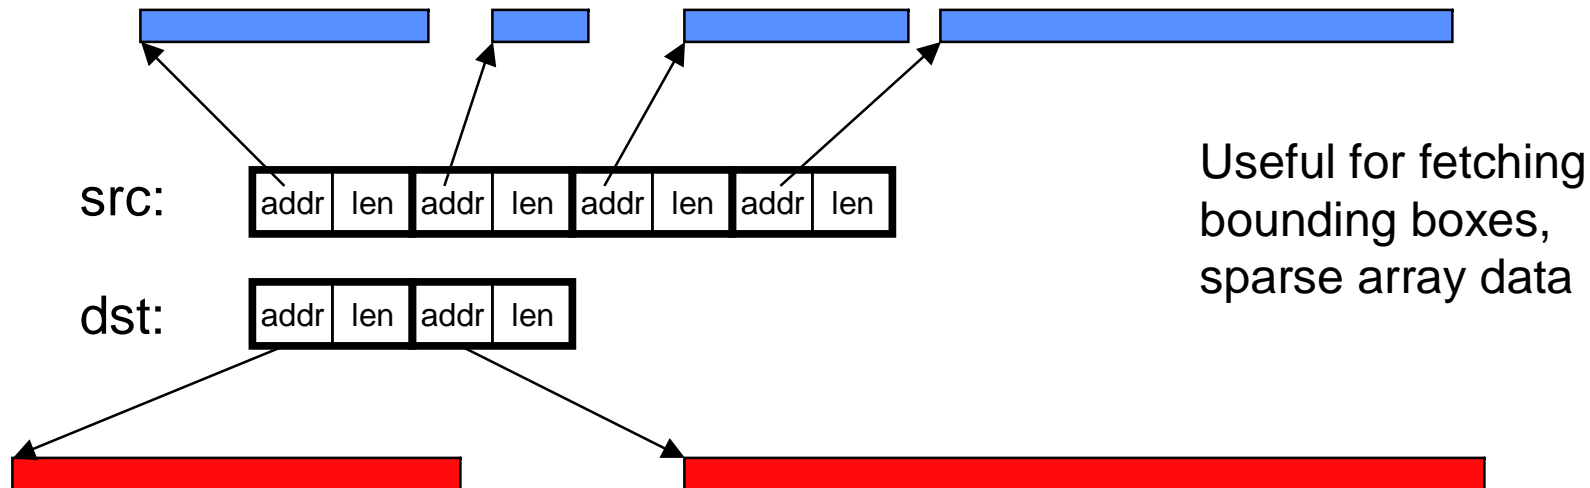 src: addr len addr len addr len addr len
dst: addr len addr len
Useful for fetching
bounding boxes,
sparse array data